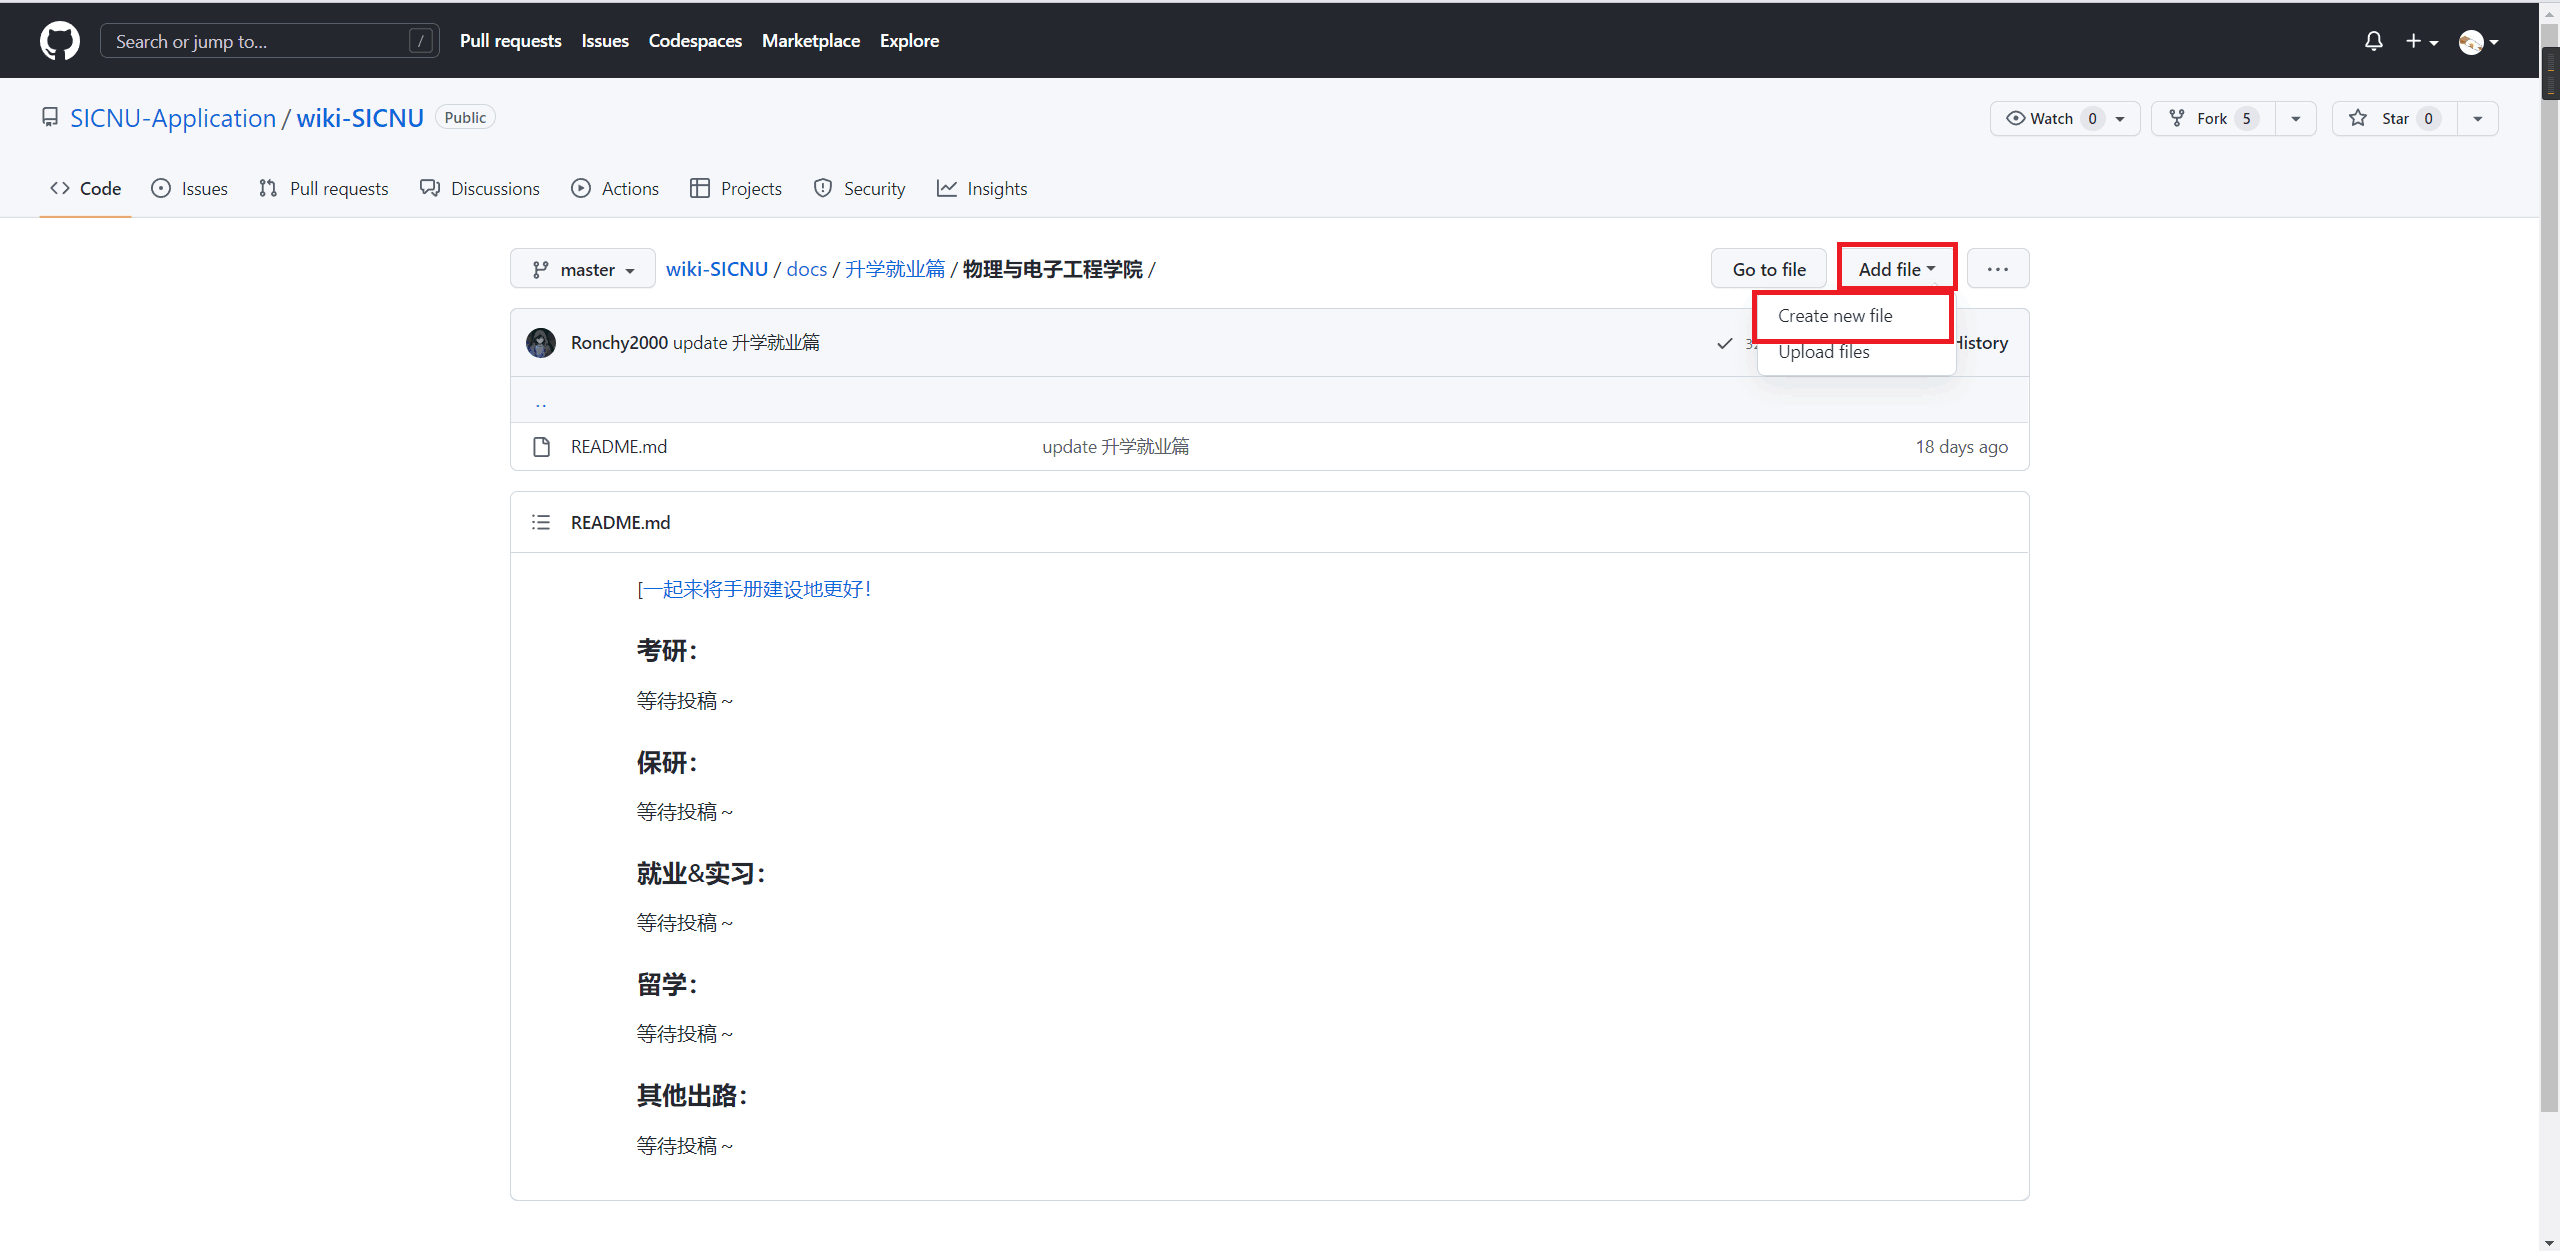 Search or jump to... / Pull requests Issues Codespaces Marketplace Explore
SICNU-Application / wiki-SICNU Public Watch 0 Fork 5 Star 0
Code Issues Pull requests Discussions Actions Projects Security Insights
master wiki-SICNU / docs / 升学就业篇 / 物理与电子工程学院 / Go to file Add file ...
Create new file
Ronchy2000 update 升学就业篇 History
Upload files
..
README.md update 升学就业篇 18 days ago
README.md
[一起来将手册建设地更好！
考研：
等待投稿 ~
保研：
等待投稿 ~
就业&实习：
等待投稿 ~
留学：
等待投稿 ~
其他出路：
等待投稿 ~